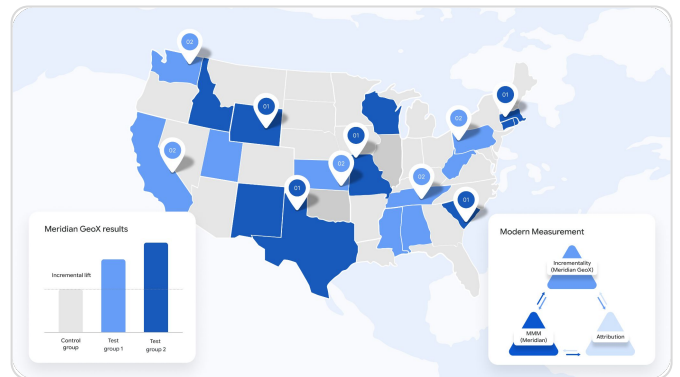 02
01
01
02
01
02
02
01
02
01
Meridian GeoX results
Incremental lift
Control
group
Test
group 1
Test
group 2
Modern Measurement
Incrementality
(Meridian GeoX)
MMM
(Meridian)
Attribution